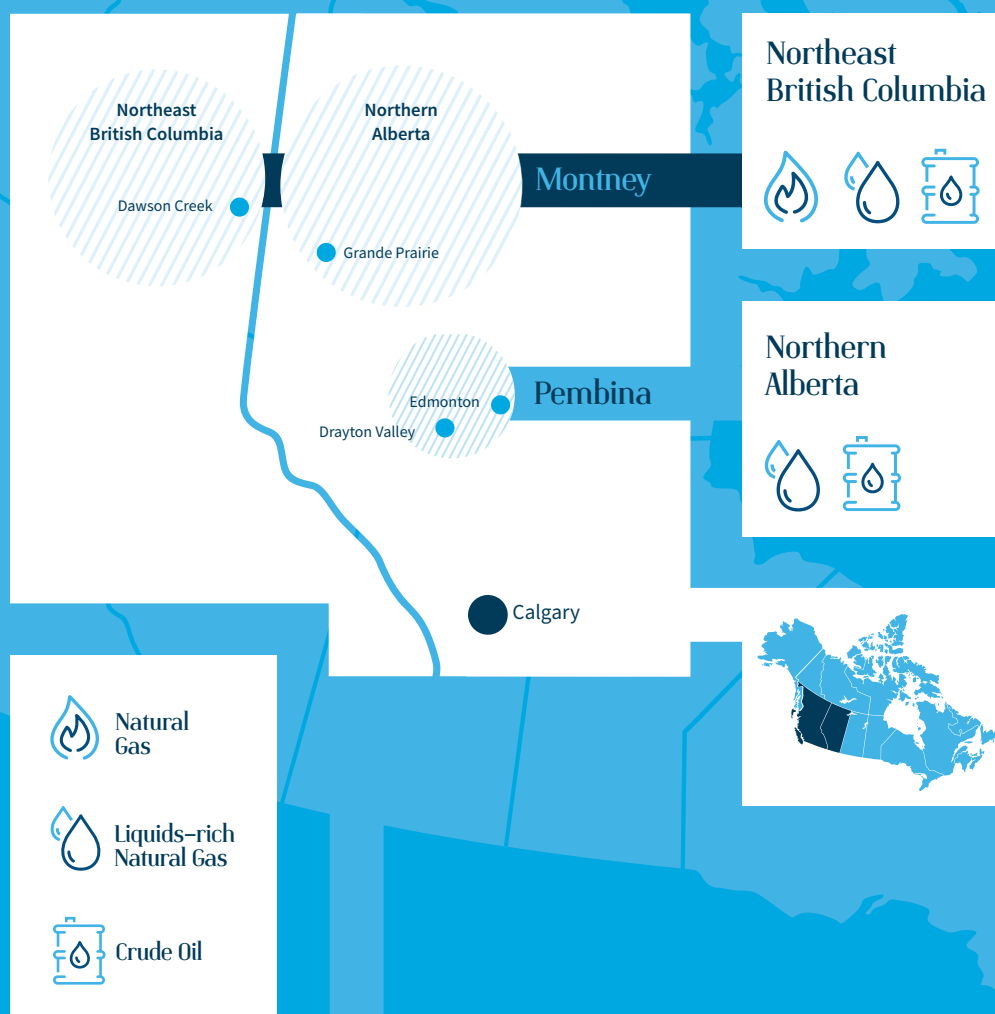 Northeast
British Columbia
Northern
Alberta
Dawson Creek
Grande Prairie
Montney
Edmonton
Drayton Valley
Pembina
Calgary
Northeast
British Columbia
Northern
Alberta
Natural
Gas
Liquids-rich
Natural Gas
Crude Oil